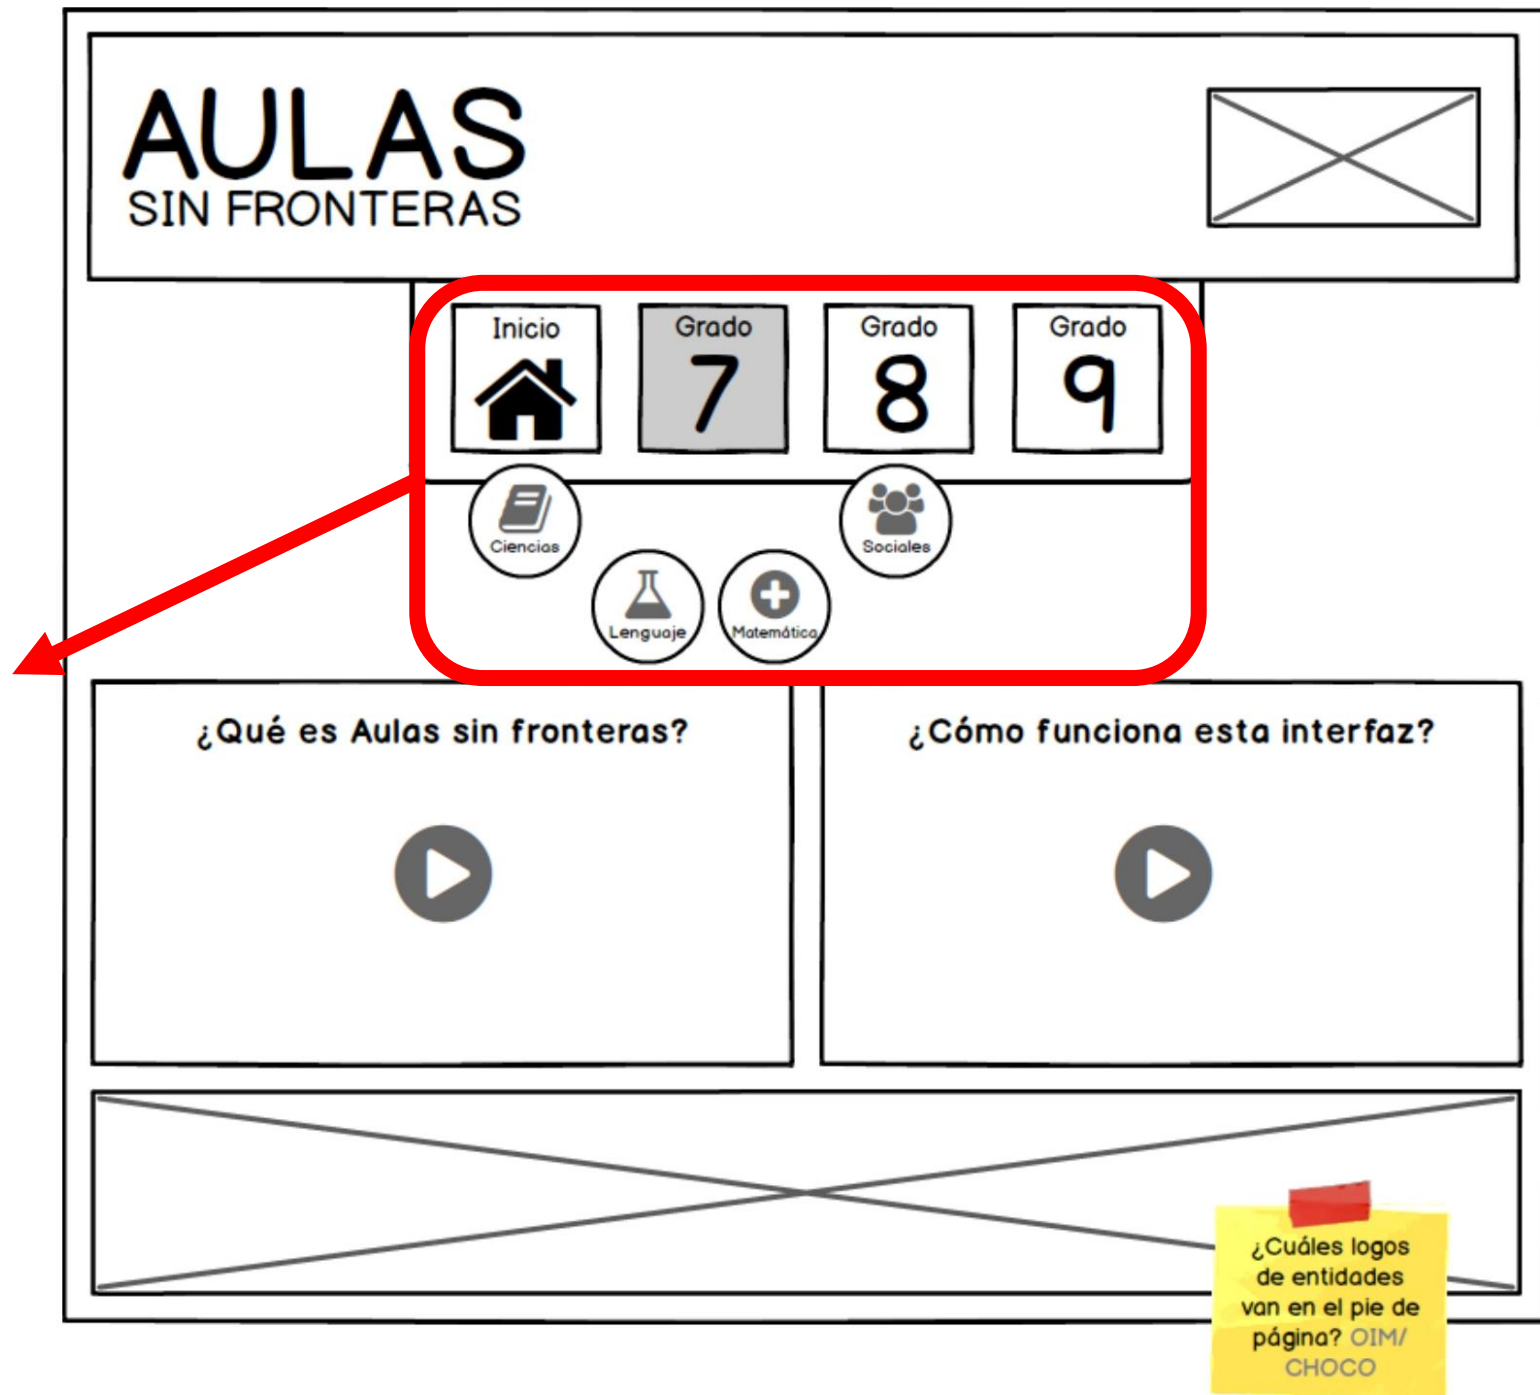 AULAS
SIN FRONTERAS
Inicio
Grado
7
Grado
8
Grado
9
Ciencias
Sociales
Lenguaje
Matemática
¿Qué es Aulas sin fronteras?
¿Cómo funciona esta interfaz?
¿Cuáles logos
de entidades
van en el pie de
página? OIM/
CHOCO